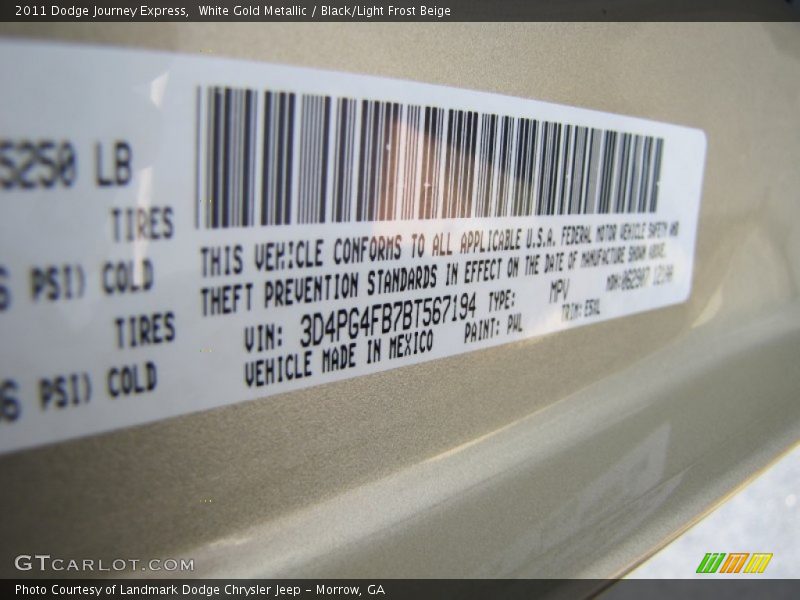 2011 Dodge Journey Express,  White Gold Metallic / Black/Light Frost Beige
5250 LB
TIRES
PSI) COLD
TIRES
PSI) COLD
THIS VEHICLE CONFORMS TO ALL APPLICABLE U.S.A. FEDERAL MOTOR VEHICLE SAFETY AND
THEFT PREVENTION STANDARDS IN EFFECT ON THE DATE OF MANUFACTURE SHOWN ABOVE.
VIN: 3D4PG4FB7BT567194 TYPE: MPV
VEHICLE MADE IN MEXICO PAINT: PWL TRIM:
GTCARLOT.COM
Photo Courtesy of Landmark Dodge Chrysler Jeep – Morrow, GA